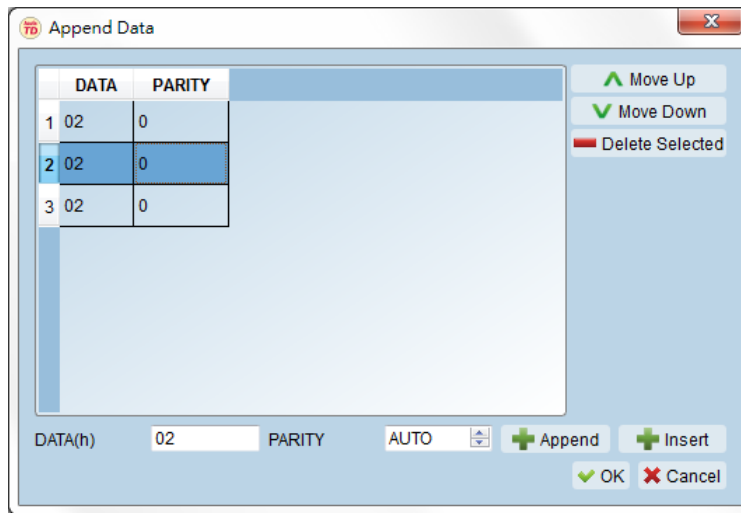 TD Append Data
DATA PARITY
1 02 0
2 02 0
3 02 0
Move Up
Move Down
Delete Selected
DATA(h) 02 PARITY AUTO Append Insert
OK Cancel